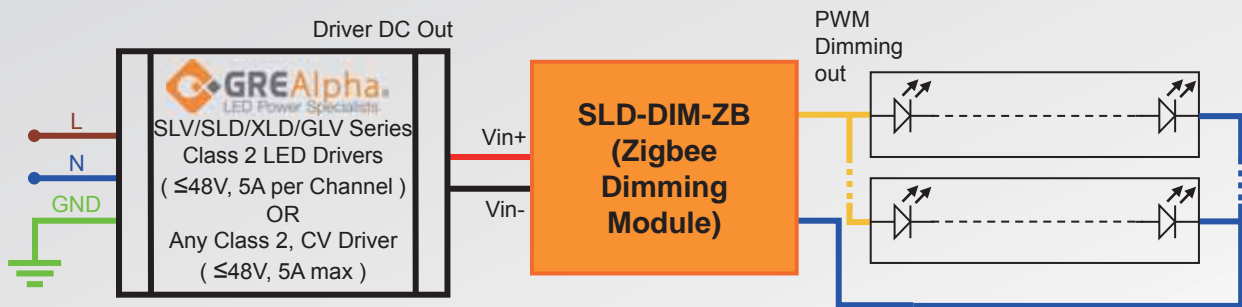 Driver DC Out
GREAlpha®
LED Power Specialists
SLV/SLD/XLD/GLV Series
Class 2 LED Drivers
( ≤48V, 5A per Channel )
OR
Any Class 2, CV Driver
( ≤48V, 5A max )
L
N
GND
Vin+
Vin-
SLD-DIM-ZB
(Zigbee
Dimming
Module)
PWM
Dimming
out